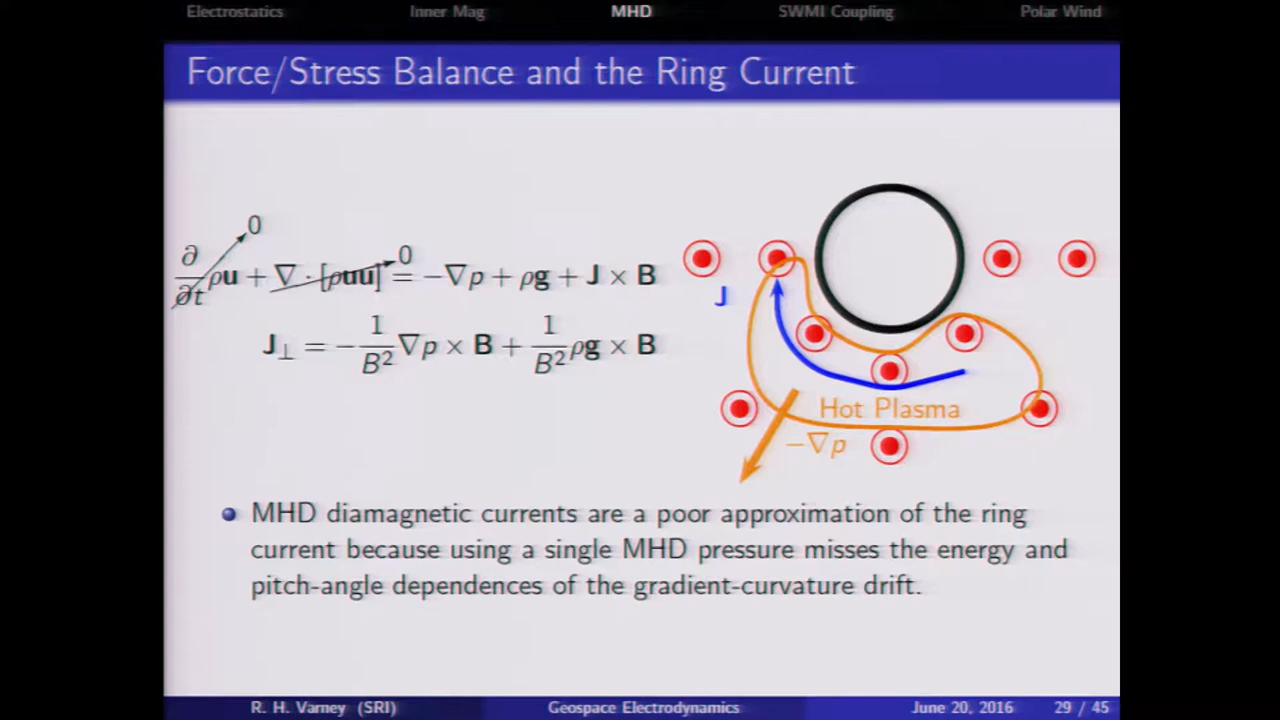 Electrostatics Inner Mag MHD SWMI Coupling Polar Wind
Force/Stress Balance and the Ring Current
0
0
∂/∂t ρu + ∇ · [ρuu] = −∇p + ρg + J × B
J⊥ = − 1/B² ∇p × B + 1/B² ρg × B
J
Hot Plasma
−∇p
MHD diamagnetic currents are a poor approximation of the ring
current because using a single MHD pressure misses the energy and
pitch-angle dependences of the gradient-curvature drift.
R. H. Varney (SRI) Geospace Electrodynamics June 20, 2016 29 / 45